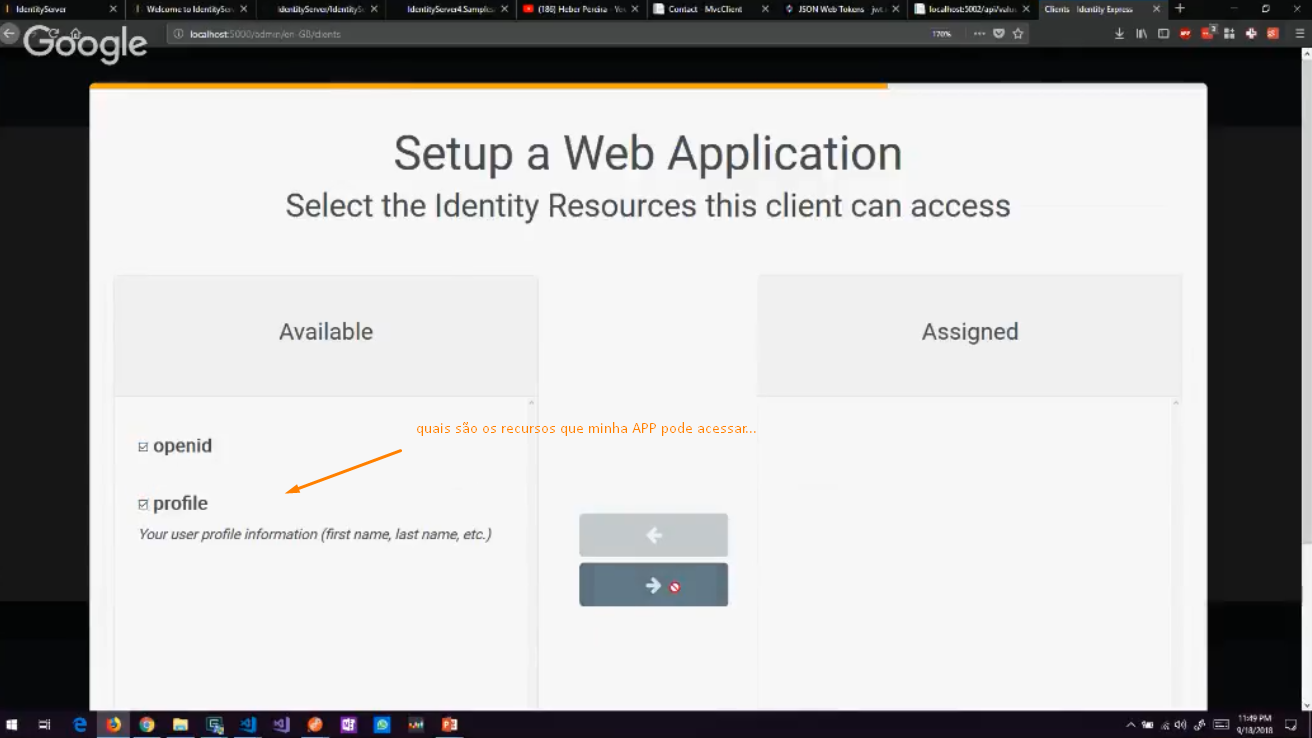 IdentityServer
Welcome to IdentityServ
IdentityServer/IdentityS
IdentityServer4.Samples
(186) Heber Pereira - You
Contact - MvcClient
JSON Web Tokens - jwt.i
localhost:5002/api/value
Clients - Identity Express
localhost:5000/admin/en-GB/clients
170%
Google
Setup a Web Application
Select the Identity Resources this client can access
Available
Assigned
quais são os recursos que minha APP pode acessar...
openid
profile
Your user profile information (first name, last name, etc.)
11:49 PM
9/18/2018